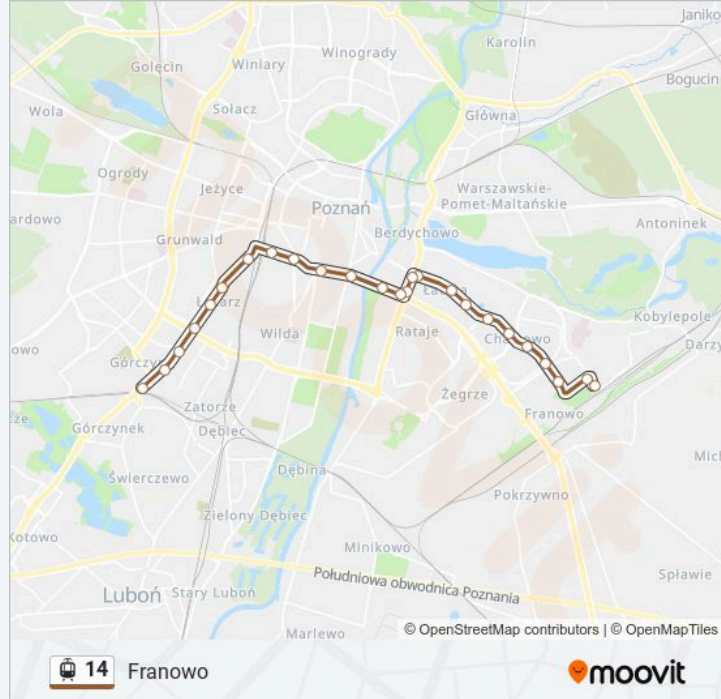 Janiko
Karolin
Winogrady
Golęcin
Winiary
Bogucin
Wola
Sołacz
Główna
Ogrody
Jeżyce
Warszawskie-
Pomet-Maltańskie
Poznań
ardowo
Antoninek
Grunwald
Berdychowo
Kobylepole
Wilda
Rataje
owo
Darzy
Żegrze
Zatorze
Franowo
Górczynek
Dębiec
Mich
Świerczewo
Dębina
Pokrzywno
Zielony Dębiec
Kotowo
Minikowo
Południowa obwodnica Poznania
Spławie
Luboń
Stary Luboń
Marlewo
© OpenStreetMap contributors | © OpenMapTiles
14 Franowo
moovit